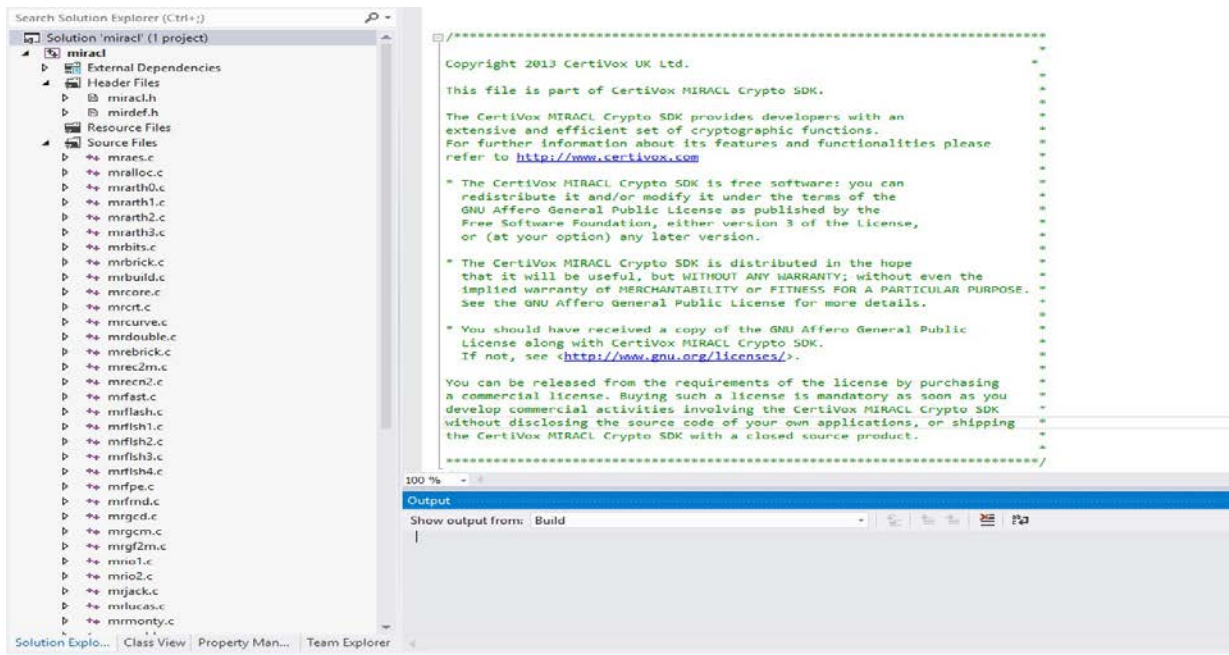 Search Solution Explorer (Ctrl+;)
Solution 'miracl' (1 project)
miracl
External Dependencies
Header Files
miracl.h
mirdef.h
Resource Files
Source Files
mraes.c
mralloc.c
mrarth0.c
mrarth1.c
mrarth2.c
mrarth3.c
mrbits.c
mrbrick.c
mrbuild.c
mrcore.c
mrcrt.c
mrcurve.c
mrdouble.c
mrebrick.c
mrec2m.c
mrecn2.c
mrfast.c
mrflash.c
mrflsh1.c
mrflsh2.c
mrflsh3.c
mrflsh4.c
mrfpe.c
mrfrnd.c
mrgcd.c
mrgcm.c
mrgf2m.c
mrio1.c
mrio2.c
mrjack.c
mrlucas.c
mrmonty.c
Solution Explo... Class View Property Man... Team Explorer
/***************************************************************************
*
Copyright 2013 CertiVox UK Ltd. *
*
This file is part of CertiVox MIRACL Crypto SDK. *
*
The CertiVox MIRACL Crypto SDK provides developers with an *
extensive and efficient set of cryptographic functions. *
For further information about its features and functionalities please *
refer to http://www.certivox.com *
*
* The CertiVox MIRACL Crypto SDK is free software: you can *
redistribute it and/or modify it under the terms of the *
GNU Affero General Public License as published by the *
Free Software Foundation, either version 3 of the License, *
or (at your option) any later version. *
*
* The CertiVox MIRACL Crypto SDK is distributed in the hope *
that it will be useful, but WITHOUT ANY WARRANTY; without even the *
implied warranty of MERCHANTABILITY or FITNESS FOR A PARTICULAR PURPOSE. *
See the GNU Affero General Public License for more details. *
*
* You should have received a copy of the GNU Affero General Public *
License along with CertiVox MIRACL Crypto SDK. *
If not, see <http://www.gnu.org/licenses/>. *
*
You can be released from the requirements of the license by purchasing *
a commercial license. Buying such a license is mandatory as soon as you *
develop commercial activities involving the CertiVox MIRACL Crypto SDK *
without disclosing the source code of your own applications, or shipping *
the CertiVox MIRACL Crypto SDK with a closed source product. *
*
***************************************************************************/
100 %
Output
Show output from: Build